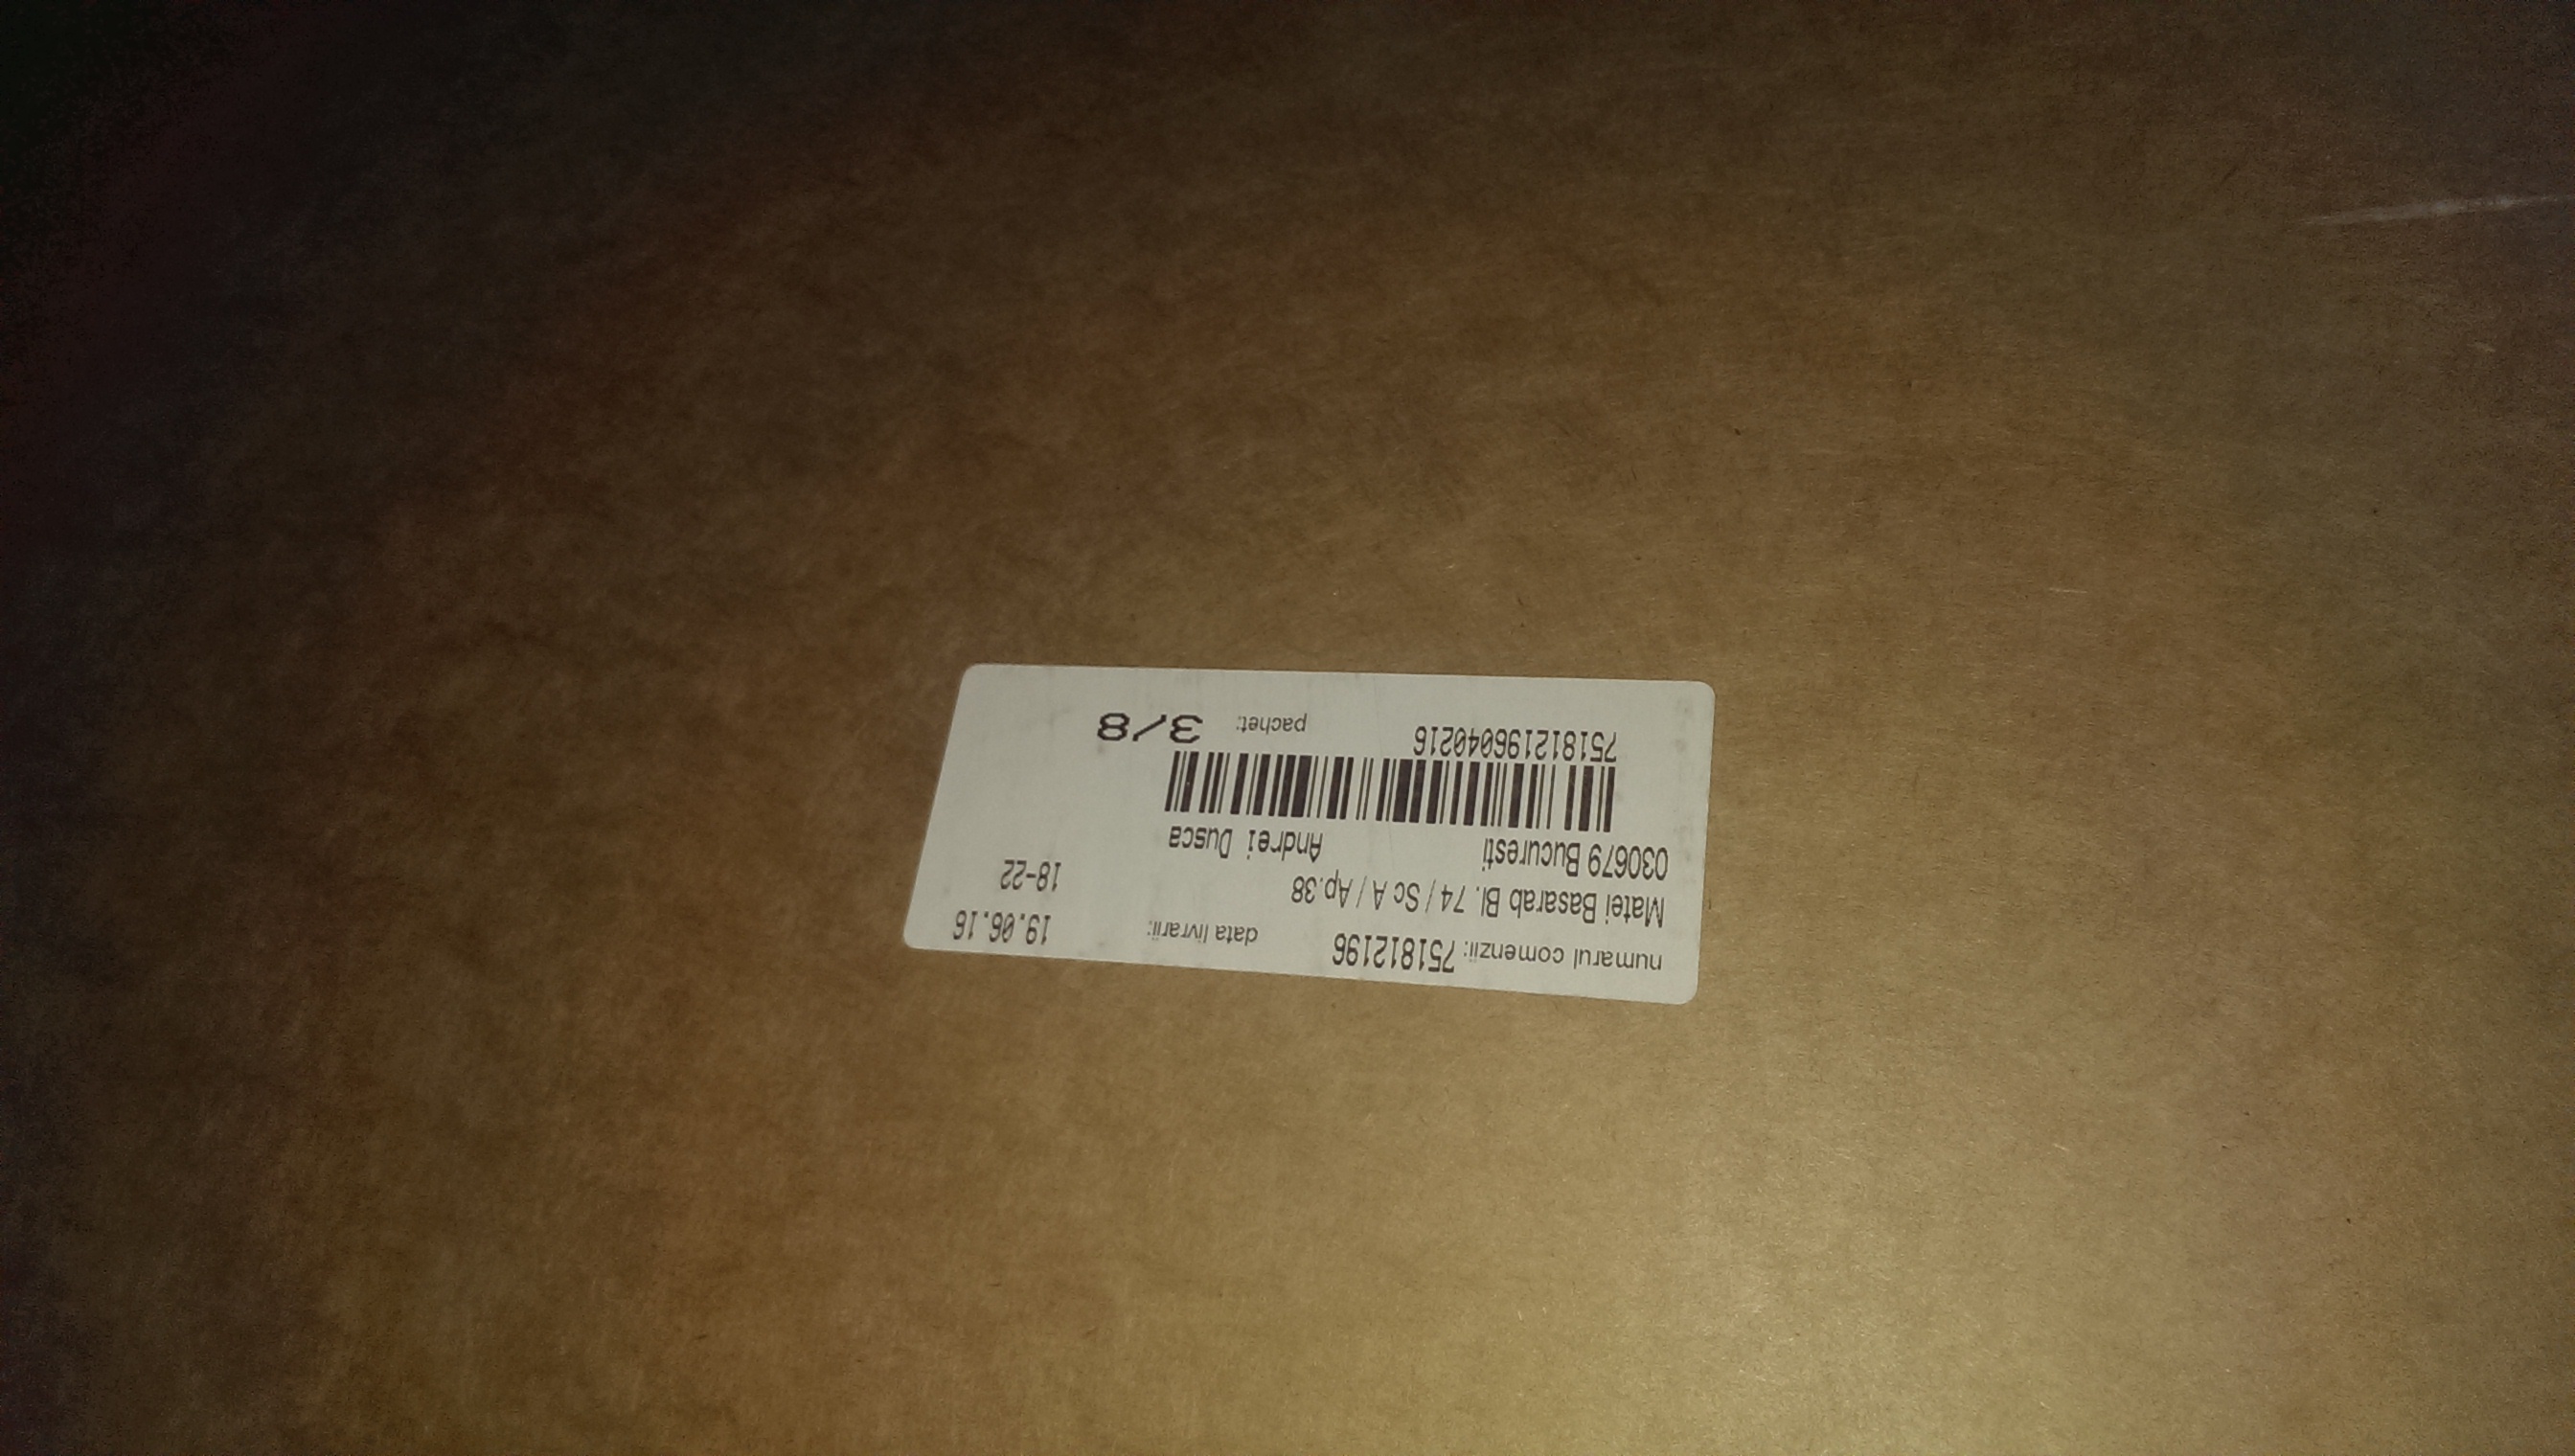 numarul comenzii: 751812196 data livrarii: 19.06.16
Matei Basarab Bl. 74 / Sc A / Ap.38 18-22
030679 Bucuresti Andrei Dusca
751812196040216 pachet: 3/8